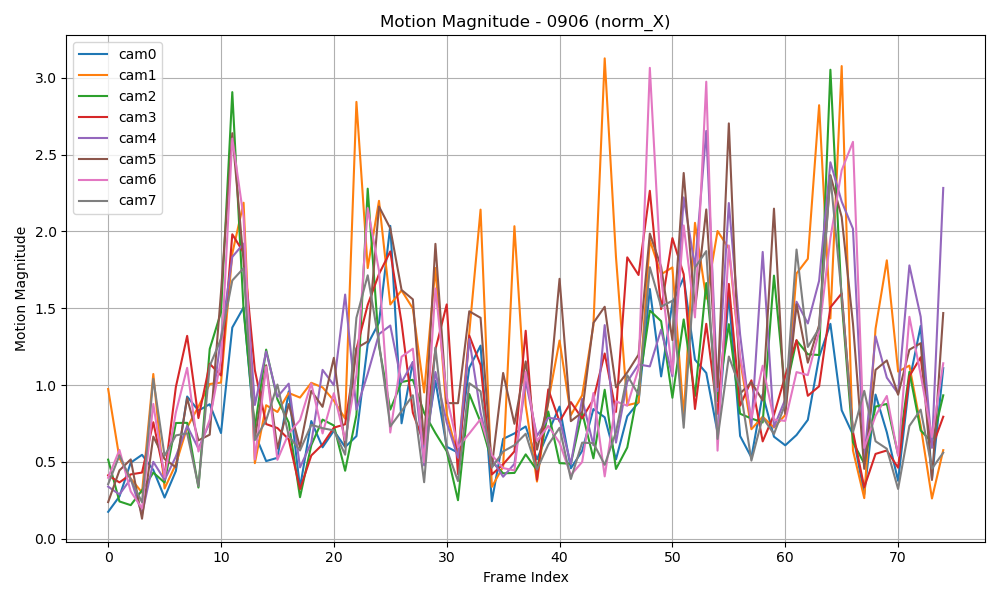 Motion Magnitude - 0906 (norm_X)
cam0
cam1
cam2
cam3
cam4
cam5
cam6
cam7
Motion Magnitude
3.0
2.5
2.0
1.5
1.0
0.5
0.0
0 10 20 30 40 50 60 70
Frame Index